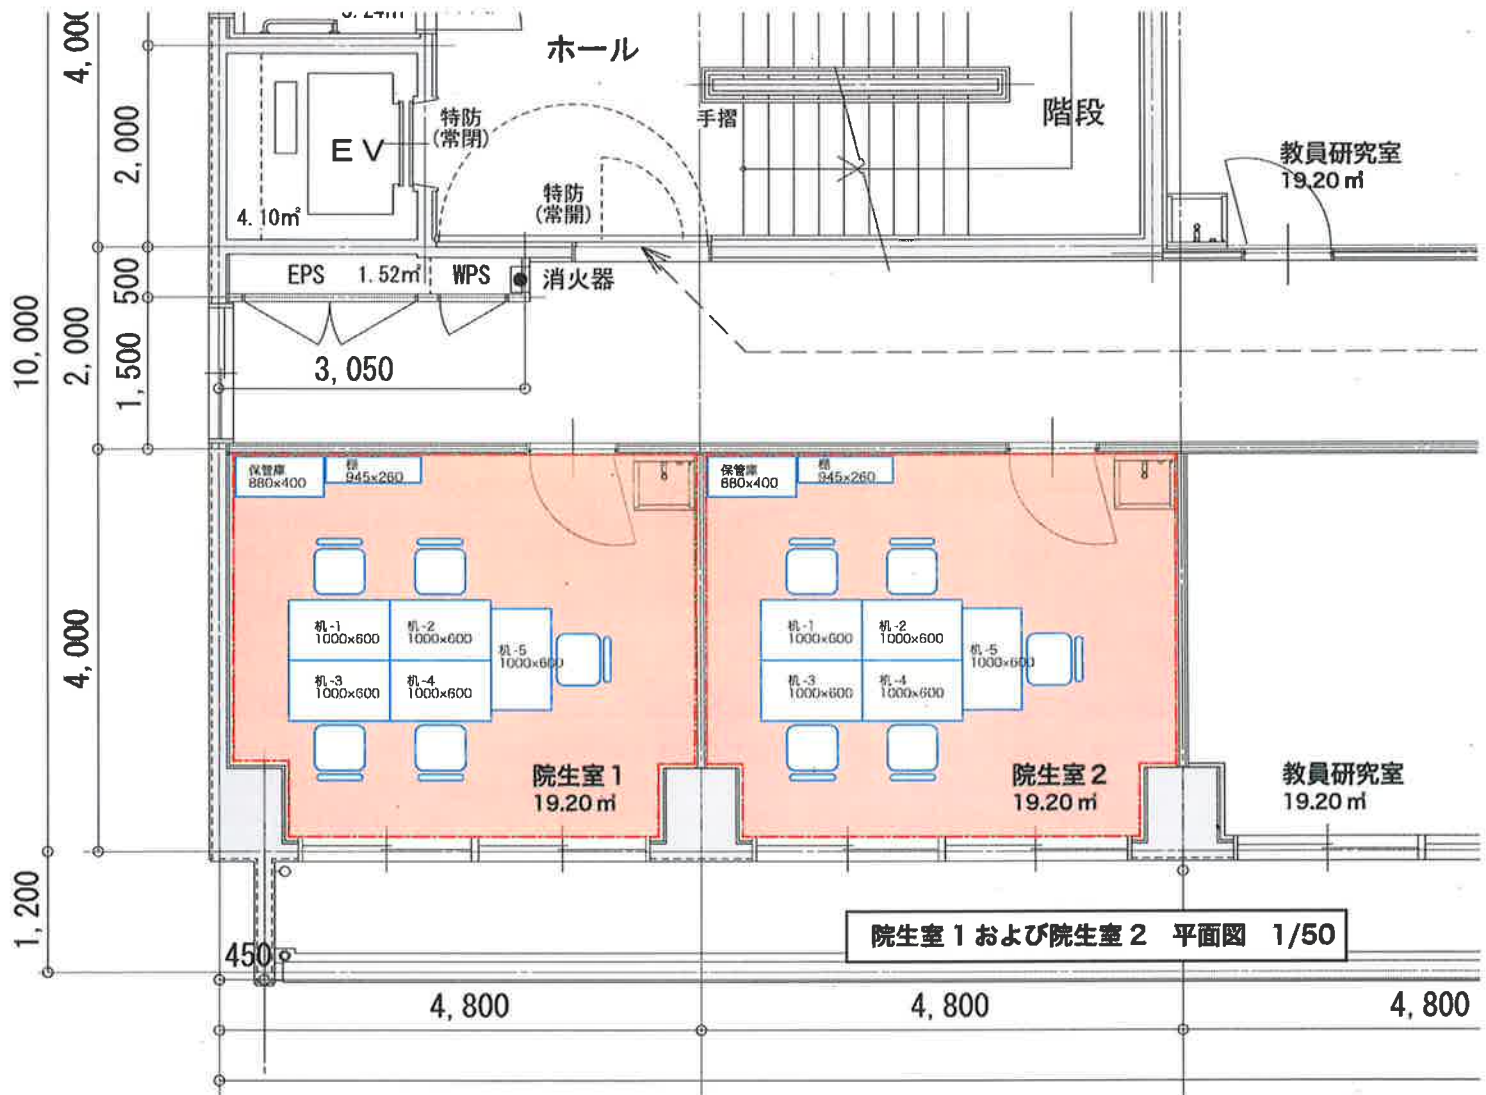 4,000
ホール
2,000
EV
特防
(常閉)
手摺
階段
教員研究室
19.20㎡
特防
(常開)
4.10㎡
EPS 1.52㎡ WPS
消火器
500
10,000
2,000
1,500
3,050
保管庫
880x400
棚
945x260
保管庫
880x400
棚
945x260
4,000
机-1
1000x600
机-2
1000x600
机-5
1000x600
机-3
1000x600
机-4
1000x600
机-1
1000x600
机-2
1000x600
机-5
1000x600
机-3
1000x600
机-4
1000x600
院生室1
19.20㎡
院生室2
19.20㎡
教員研究室
19.20㎡
1,200
院生室1および院生室2 平面図 1/50
450
4,800
4,800
4,800